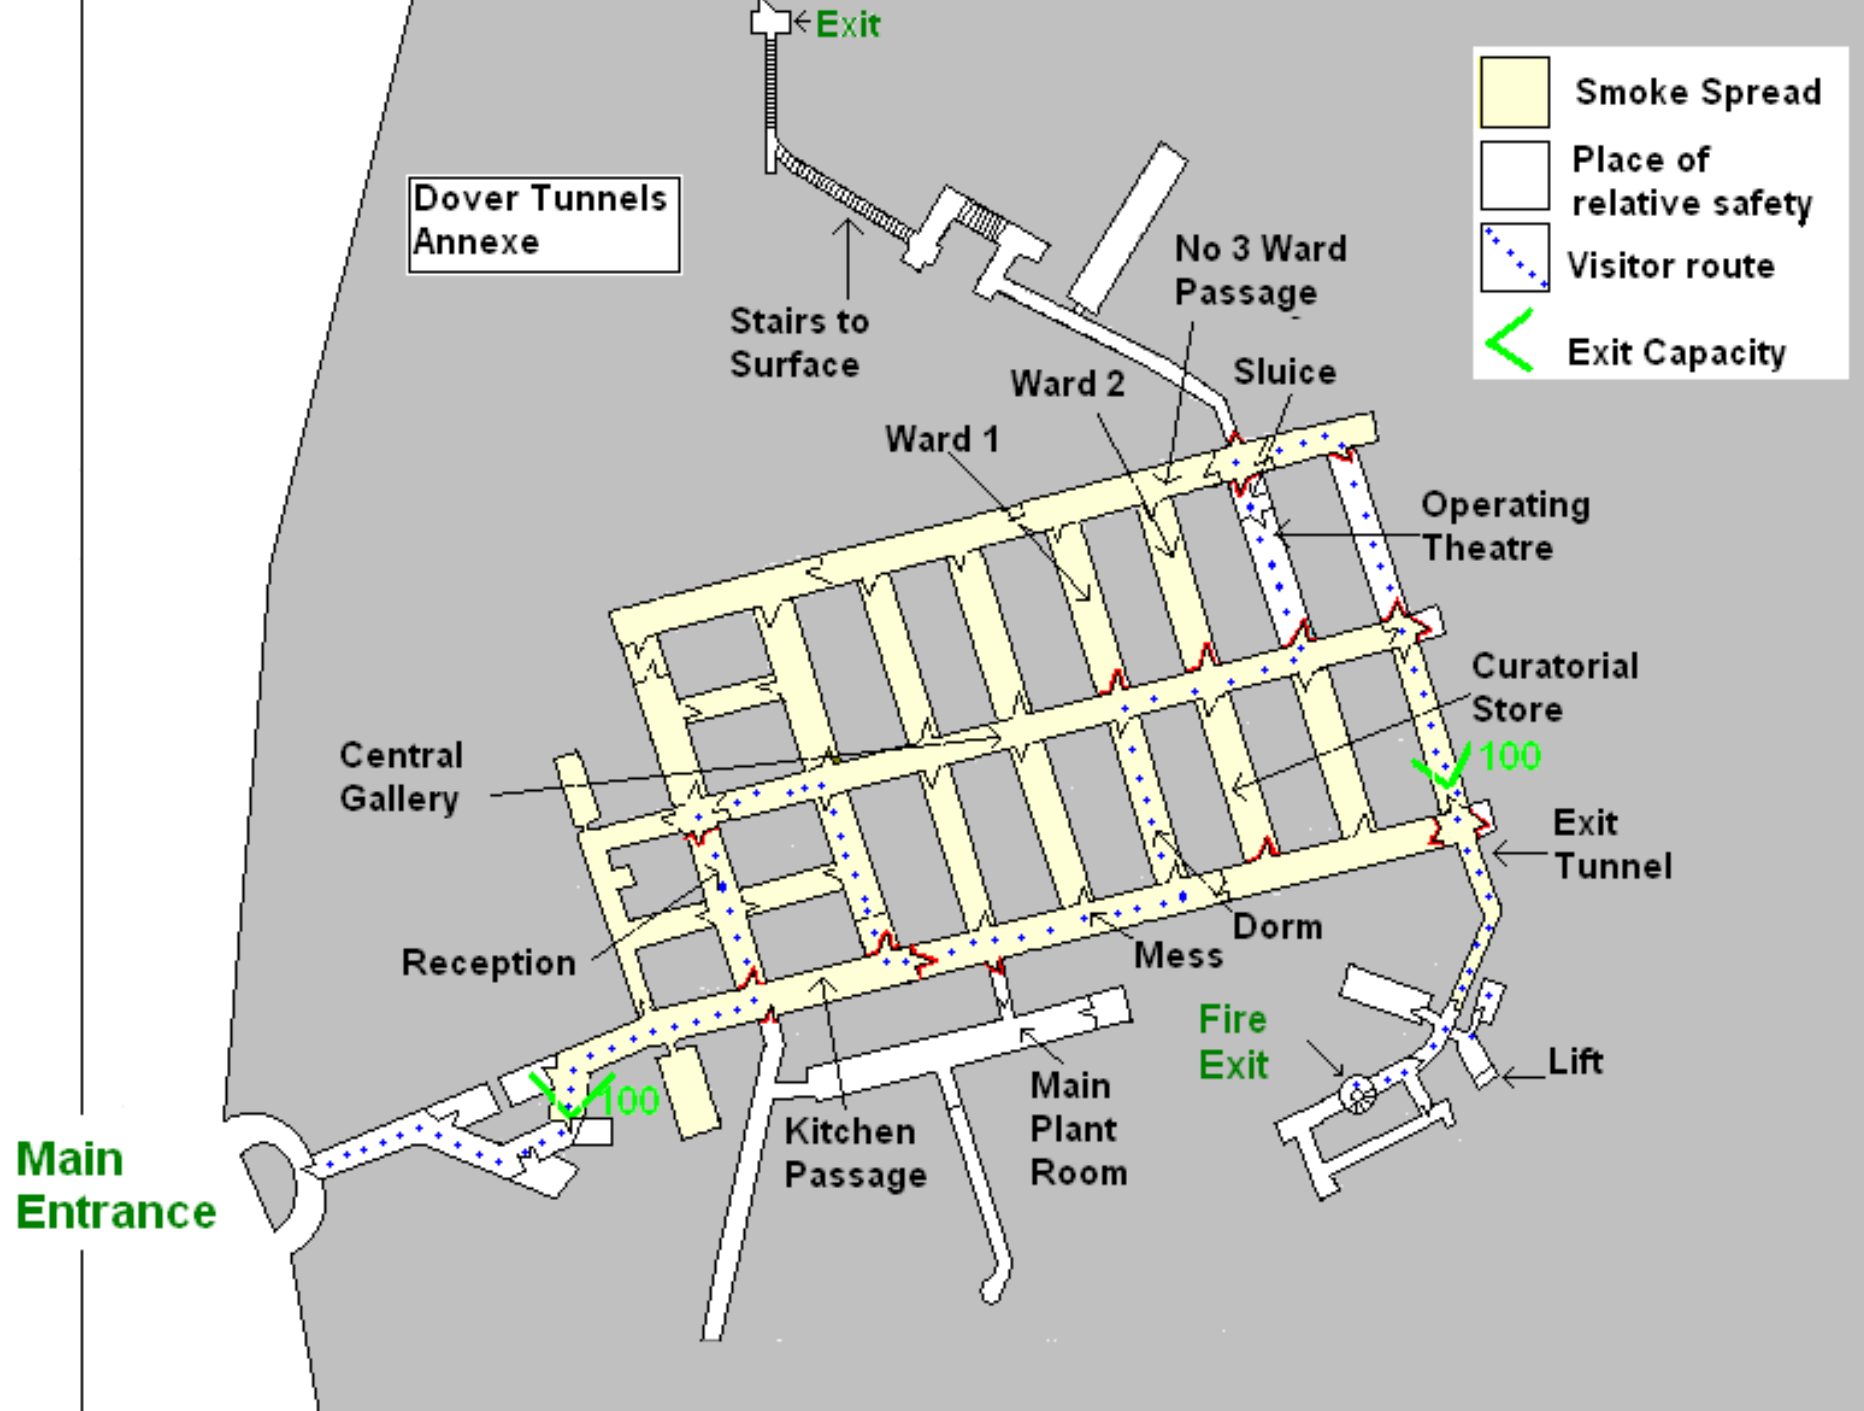 Exit
Smoke Spread
Place of
relative safety
Visitor route
Exit Capacity
Dover Tunnels
Annexe
No 3 Ward
Passage
Stairs to
Surface
Sluice
Ward 2
Ward 1
Operating
Theatre
Curatorial
Store
Central
Gallery
100
Exit
Tunnel
Reception
Dorm
Mess
Fire
Exit
Lift
100
Main
Plant
Room
Kitchen
Passage
Main
Entrance